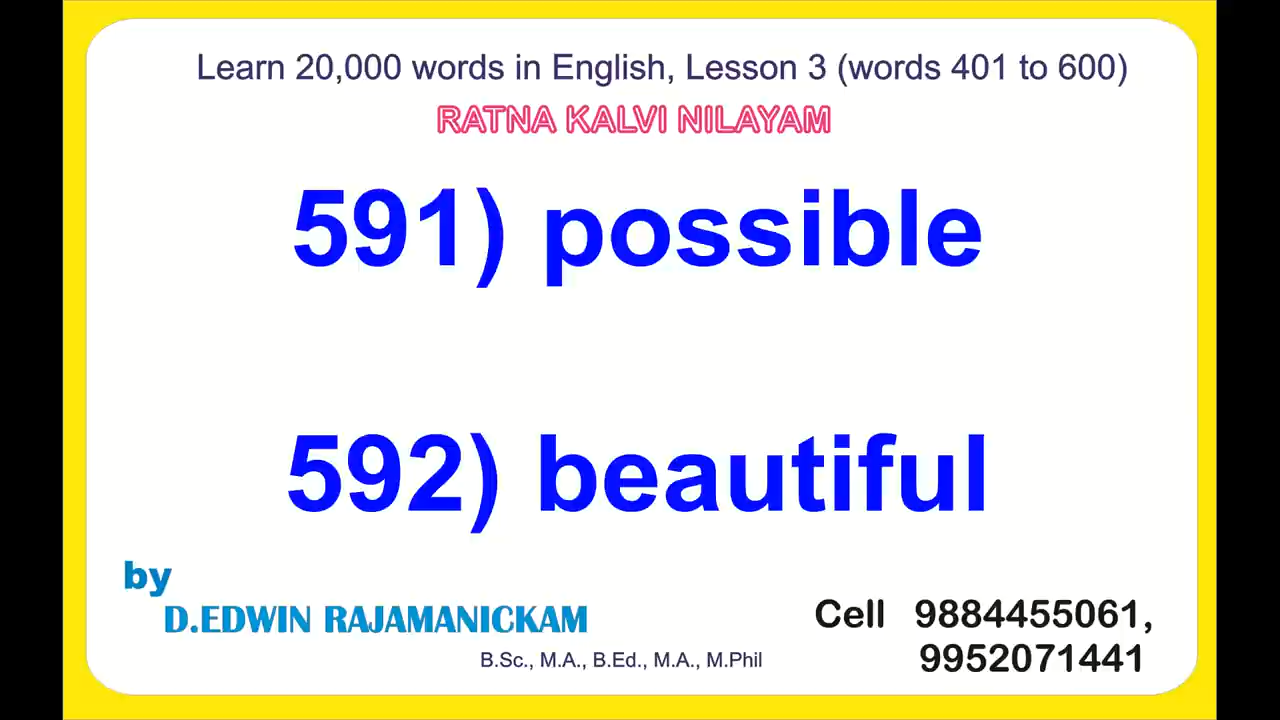 Learn 20,000 words in English, Lesson 3 (words 401 to 600)
RATNA KALVI NILAYAM
591) possible
592) beautiful
by
D.EDWIN RAJAMANICKAM
B.Sc., M.A., B.Ed., M.A., M.Phil
Cell 9884455061,
9952071441